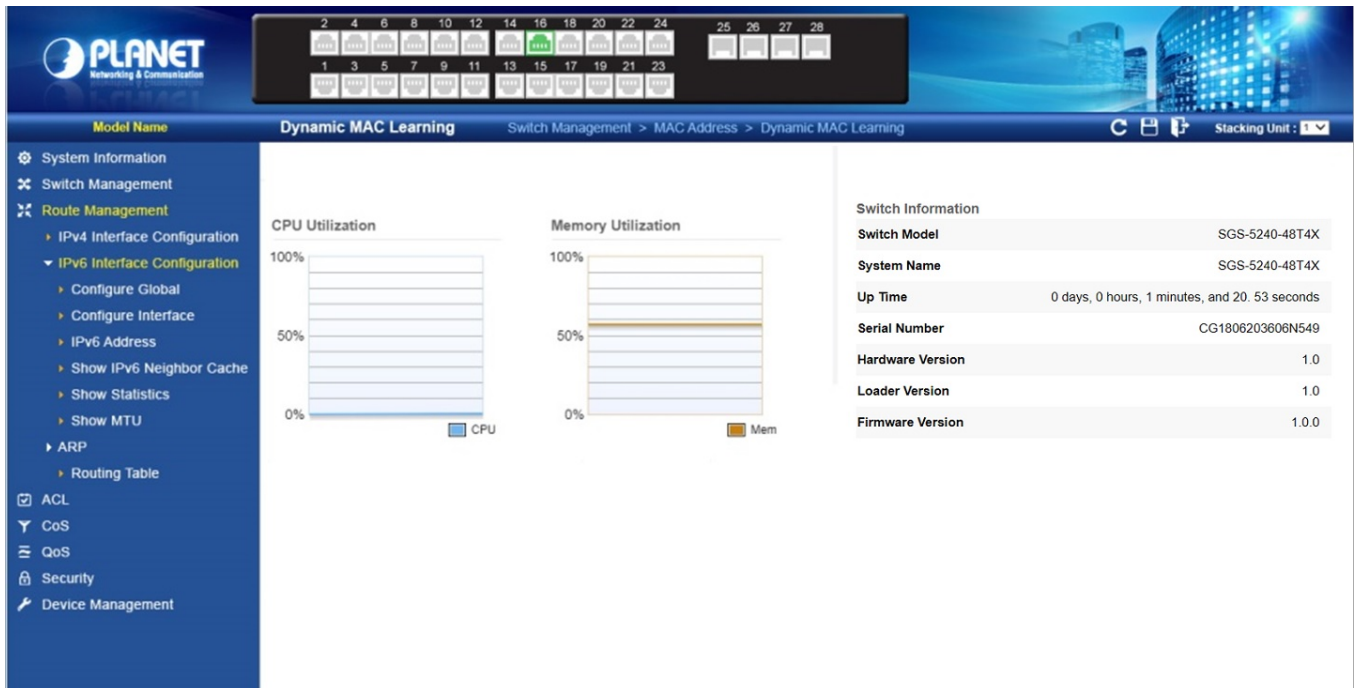 2 4 6 8 10 12 14 16 18 20 22 24
25 26 27 28
1 3 5 7 9 11 13 15 17 19 21 23
PLANET
Networking & Communication
Model Name
Dynamic MAC Learning
Switch Management > MAC Address > Dynamic MAC Learning
Stacking Unit : 1
System Information
Switch Management
Route Management
IPv4 Interface Configuration
IPv6 Interface Configuration
Configure Global
Configure Interface
IPv6 Address
Show IPv6 Neighbor Cache
Show Statistics
Show MTU
ARP
Routing Table
ACL
CoS
QoS
Security
Device Management
CPU Utilization
100%
50%
0%
CPU
Memory Utilization
100%
50%
0%
Mem
Switch Information
Switch Model SGS-5240-48T4X
System Name SGS-5240-48T4X
Up Time 0 days, 0 hours, 1 minutes, and 20. 53 seconds
Serial Number CG1806203606N549
Hardware Version 1.0
Loader Version 1.0
Firmware Version 1.0.0